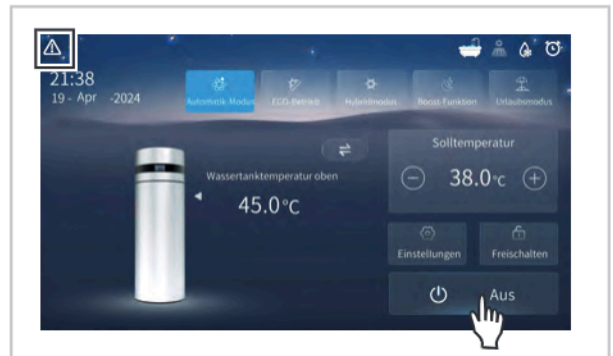 21:38
19- Apr -2024
Automatik-Modus
ECO-Betrieb
Hybridmodus
Boost-Funktion
Urlaubsmodus
Solltemperatur
Wassertanktemperatur oben
38.0°C
45.0°C
Einstellungen
Freischalten
Aus